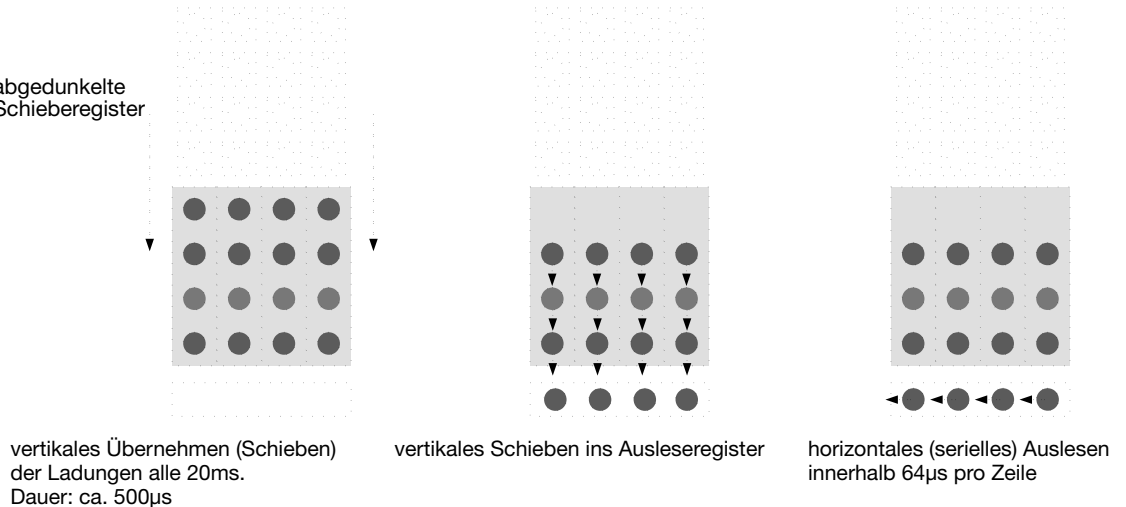 abgedunkelte
Schieberegister
vertikales Übernehmen (Schieben)
der Ladungen alle 20ms.
Dauer: ca. 500µs
vertikales Schieben ins Ausleseregister
horizontales (serielles) Auslesen
innerhalb 64µs pro Zeile